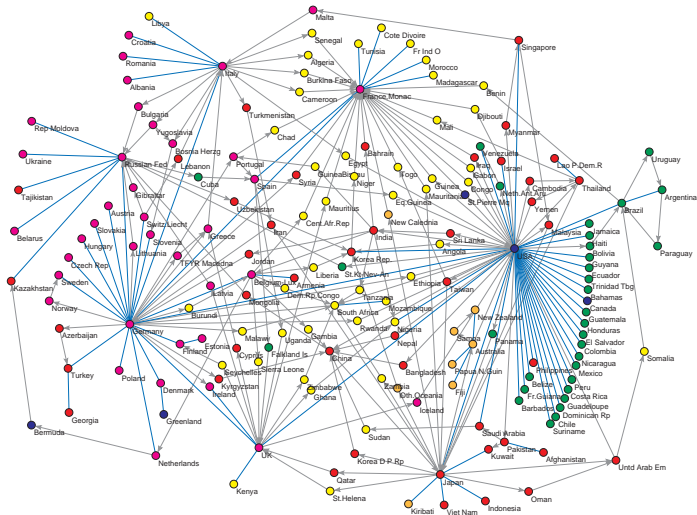 Libya
Malta
Senegal
Cote Divoire
Tunisia
Fr Ind O
Singapore
Croatia
Romania
Italy
Algeria
Morocco
Albania
Burkina Faso
Madagascar
Cameroon
France,Monac
Benin
Bulgaria
Turkmenistan
Djibouti
Rep Moldova
Yugoslavia
Chad
Mali
Myanmar
Ukraine
Russian Fed
Bosnia Herzg
Lebanon
Portugal
Egypt
Bahrain
Venezuela
Iraq
Israel
Lao P.Dem.R
Uruguay
Tajikistan
Cuba
Spain
Syria
GuineaBissau
Niger
Togo
Guinea
Gabon
Congo
Neth.Ant.Aru
Cambodia
Thailand
Gibraltar
Mauritania
St.Pierre Mq
Yemen
Brazil
Argentina
Austria
Switz.Liecht
Uzbekistan
Mauritius
Eq.Guinea
Belarus
Slovakia
Slovenia
Greece
Iran
Cent.Afr.Rep
New Calednia
India
Sri Lanka
Malaysia
Jamaica
Hungary
Lithuania
Angola
USA
Haiti
Paraguay
Czech Rep
TFYR Macedna
Jordan
Korea Rep.
Bolivia
Kazakhstan
Sweden
Belgium-Lux
Liberia
St.Kt-Nev-An
Guyana
Norway
Latvia
Armenia
Ethiopia
Taiwan
Ecuador
Mongolia
Dem.Rp.Congo
Tanzania
Trinidad Tbg
Bahamas
Burundi
South Africa
Mozambique
New Zealand
Canada
Azerbaijan
Germany
Rwanda
Nigeria
Guatemala
Malawi
Uganda
Gambia
Nepal
Samoa
Panama
Honduras
Finland
Estonia
Cyprus
Falkland Is
China
Australia
El Salvador
Turkey
Poland
Seychelles
Sierra Leone
Bangladesh
Papua N.Guin
Philippines
Colombia
Nicaragua
Denmark
Kyrgyzstan
Zimbabwe
Zambia
Fiji
Belize
Mexico
Georgia
Ireland
Ghana
Oth.Oceania
Peru
Greenland
Iceland
Fr.Guiana
Costa Rica
Barbados
Guadeloupe
Bermuda
Dominican Rp
Chile
Suriname
Somalia
Netherlands
UK
Sudan
Saudi Arabia
Korea D P Rp
Kuwait
Pakistan
Afghanistan
Untd Arab Em
Kenya
Qatar
Japan
St.Helena
Kiribati
Viet Nam
Indonesia
Oman